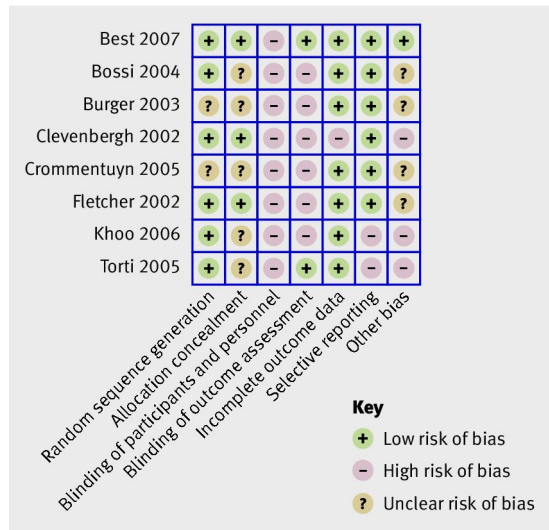 Best 2007 + + - + + + +
Bossi 2004 + ? - - + + ?
Burger 2003 ? ? - - + + ?
Clevenbergh 2002 + + - - - + -
Crommentuyn 2005 ? ? - - + + ?
Fletcher 2002 + + - - + + ?
Khoo 2006 + ? - - + - -
Torti 2005 + ? - + + - -
Random sequence generation
Allocation concealment
Blinding of participants and personnel
Blinding of outcome assessment
Incomplete outcome data
Selective reporting
Other bias
Key
+ Low risk of bias
- High risk of bias
? Unclear risk of bias